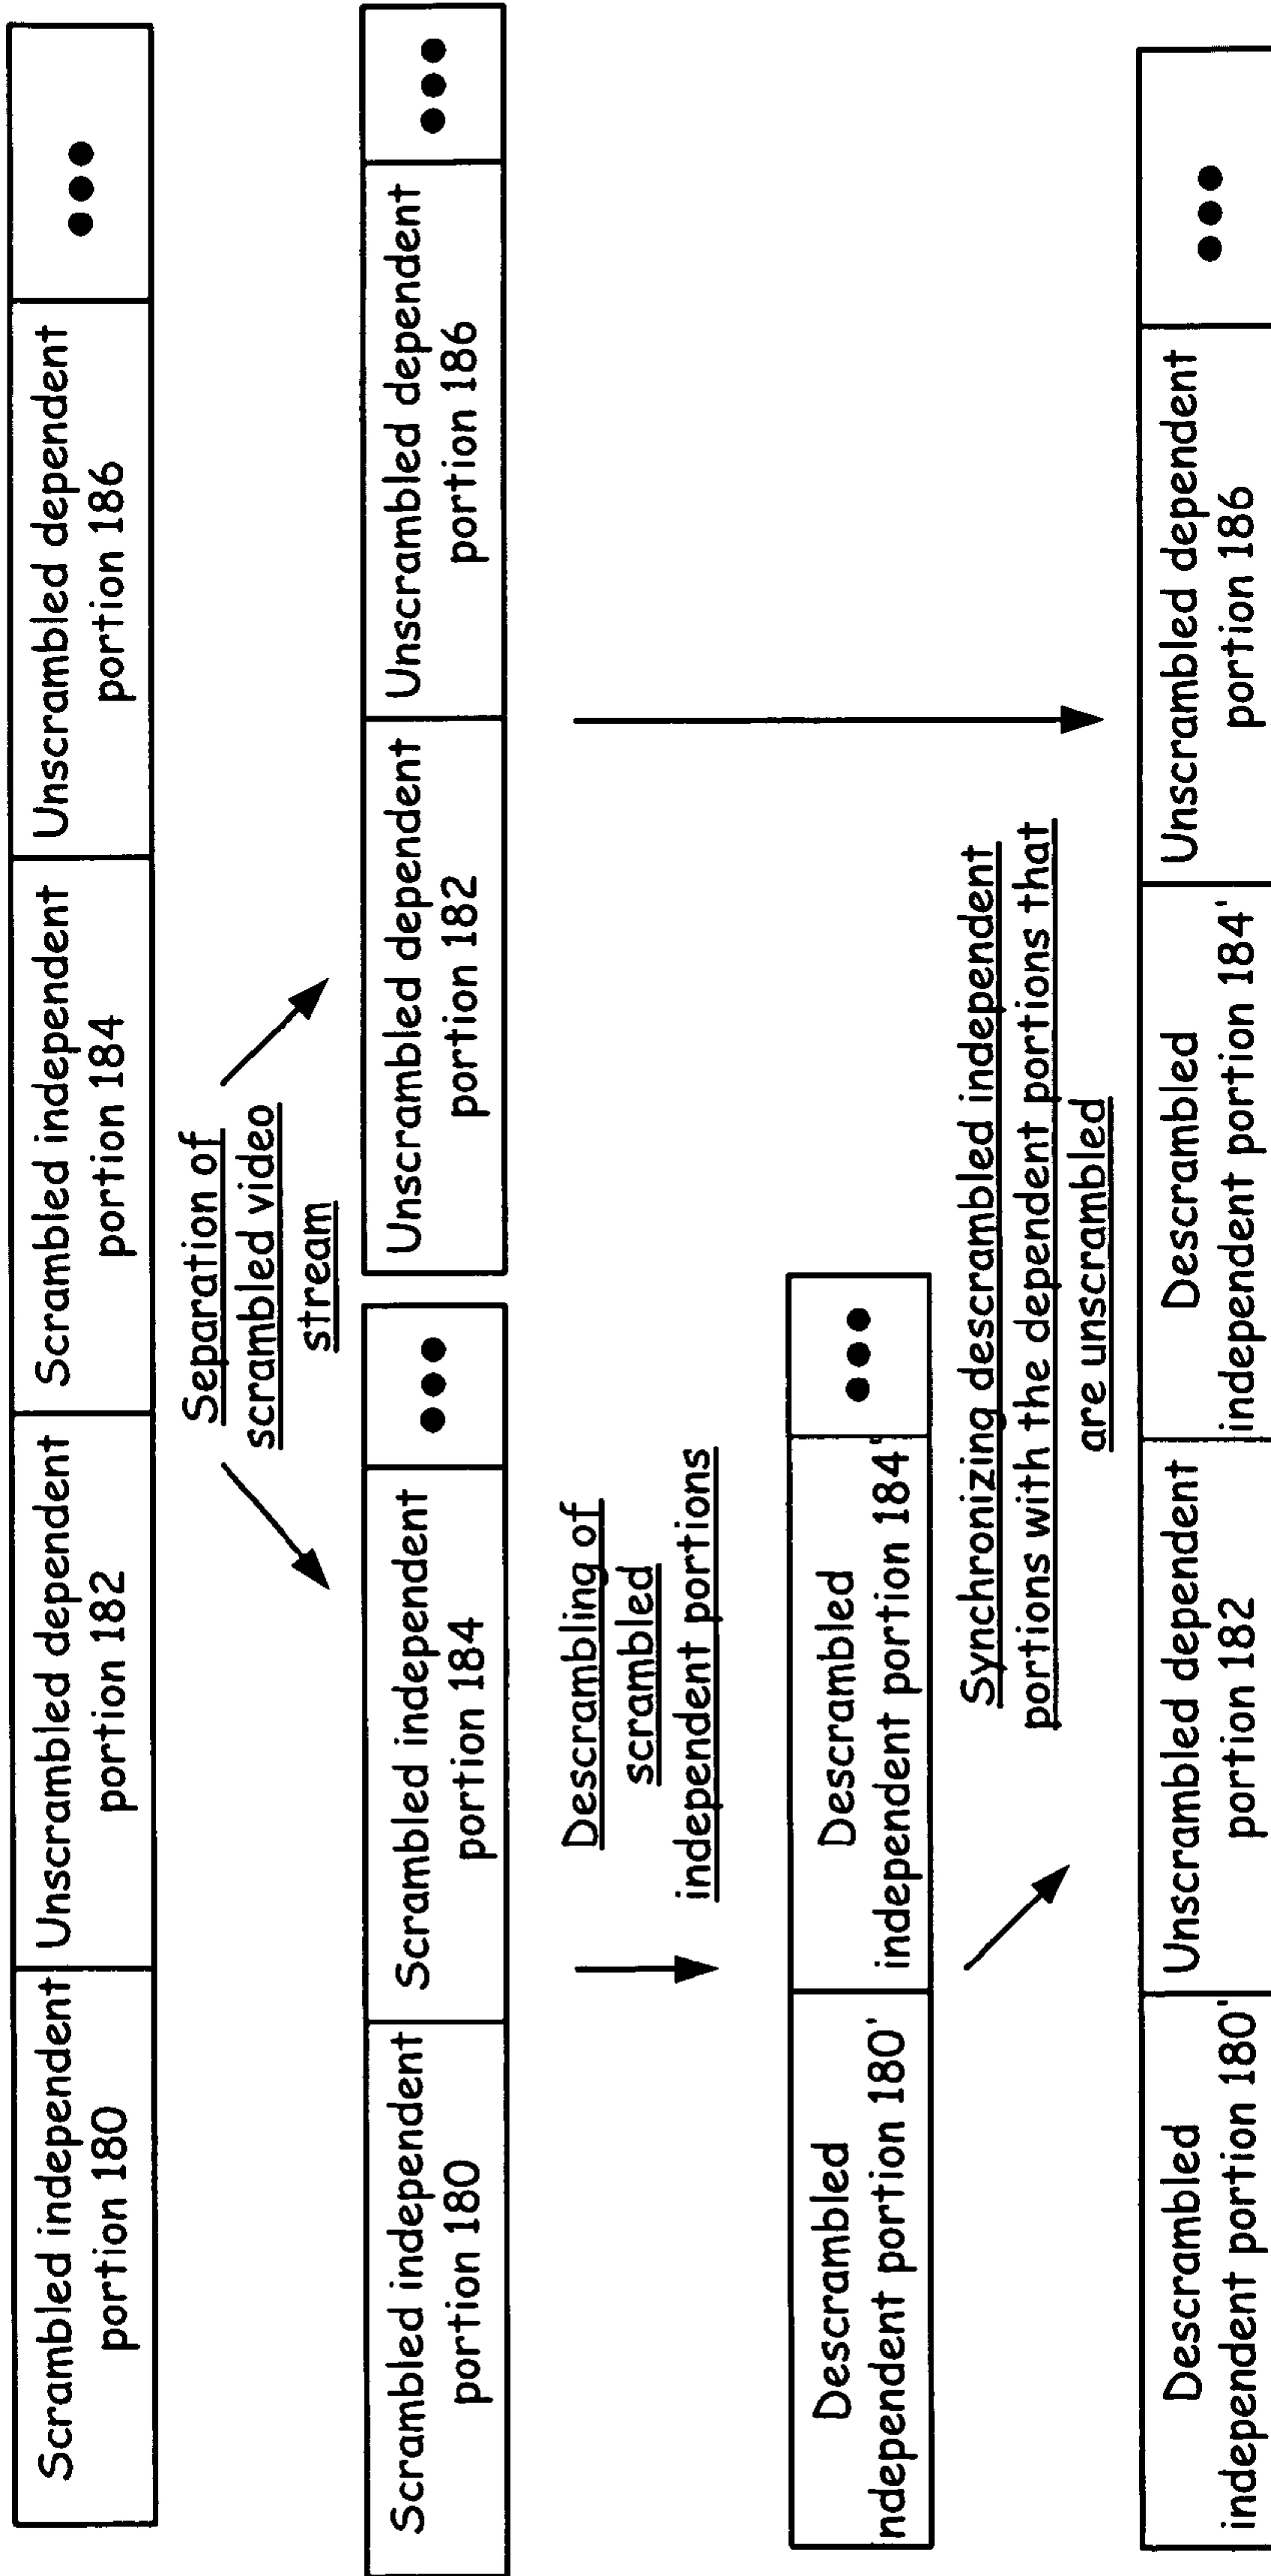 Scrambled independent
portion 180
Unscrambled dependent
portion 182
Scrambled independent
portion 184
Unscrambled dependent
portion 186
•••
Separation of
scrambled video
stream
Scrambled independent
portion 180
Scrambled independent
portion 184
•••
Unscrambled dependent
portion 182
Unscrambled dependent
portion 186
•••
Descrambling of
scrambled
independent portions
Descrambled
ndependent portion 180'
Descrambled
independent portion 184'
•••
Synchronizing descrambled independent
portions with the dependent portions that
are unscrambled
Descrambled
independent portion 180'
Unscrambled dependent
portion 182
Descrambled
independent portion 184'
Unscrambled dependent
portion 186
•••